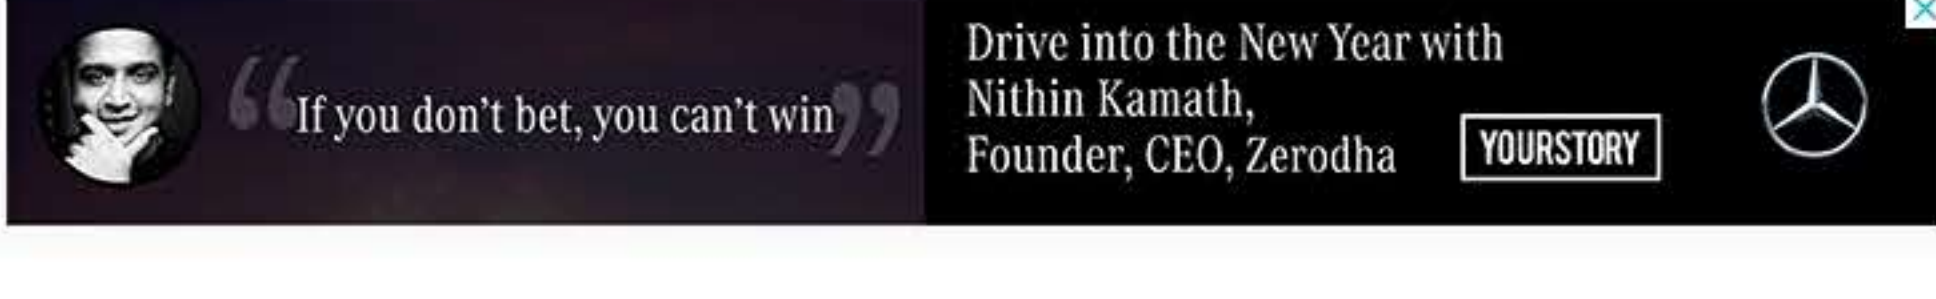 “If you don’t bet, you can’t win”
Drive into the New Year with
Nithin Kamath,
Founder, CEO, Zerodha
YOURSTORY